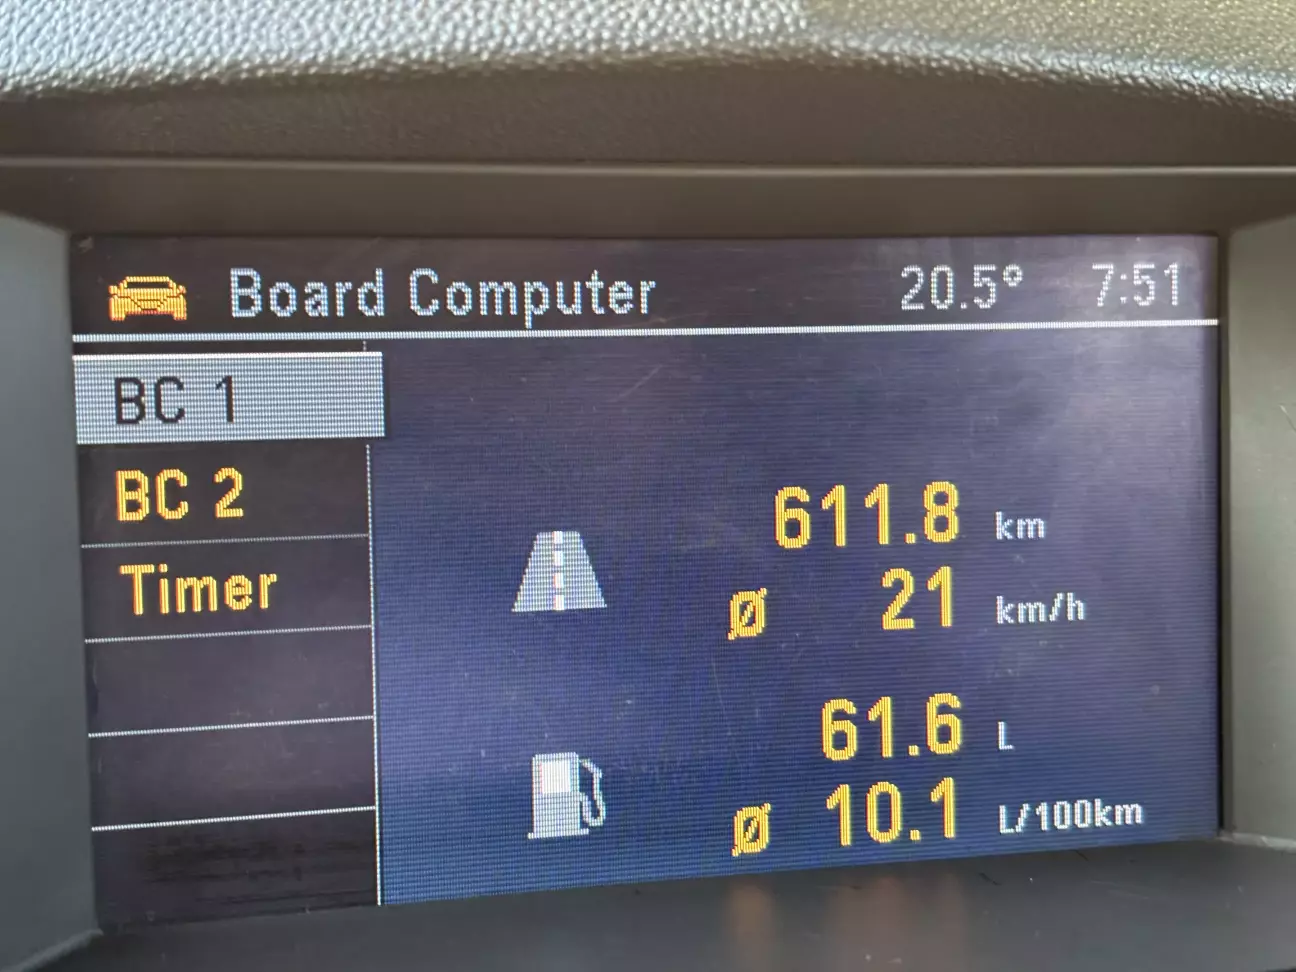 Board Computer 20.5° 7:51
BC 1
BC 2
Timer
611.8 km
Ø 21 km/h
61.6 L
Ø 10.1 L/100km